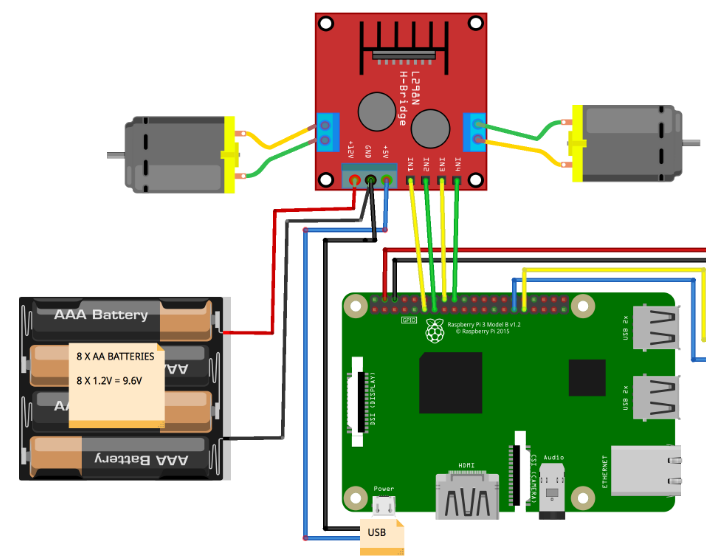 L298N
H-Bridge
+12V
GND
+5V
IN1
IN2
IN3
IN4
AAA Battery
8 X AA BATTERIES
8 X 1.2V = 9.6V
AAA Battery
GPIO
Raspberry Pi 3 Model B v1.2
© Raspberry Pi 2015
DSI (DISPLAY)
USB 2x
USB 2x
ETHERNET
HDMI
CSI (CAMERA)
Audio
Power
USB